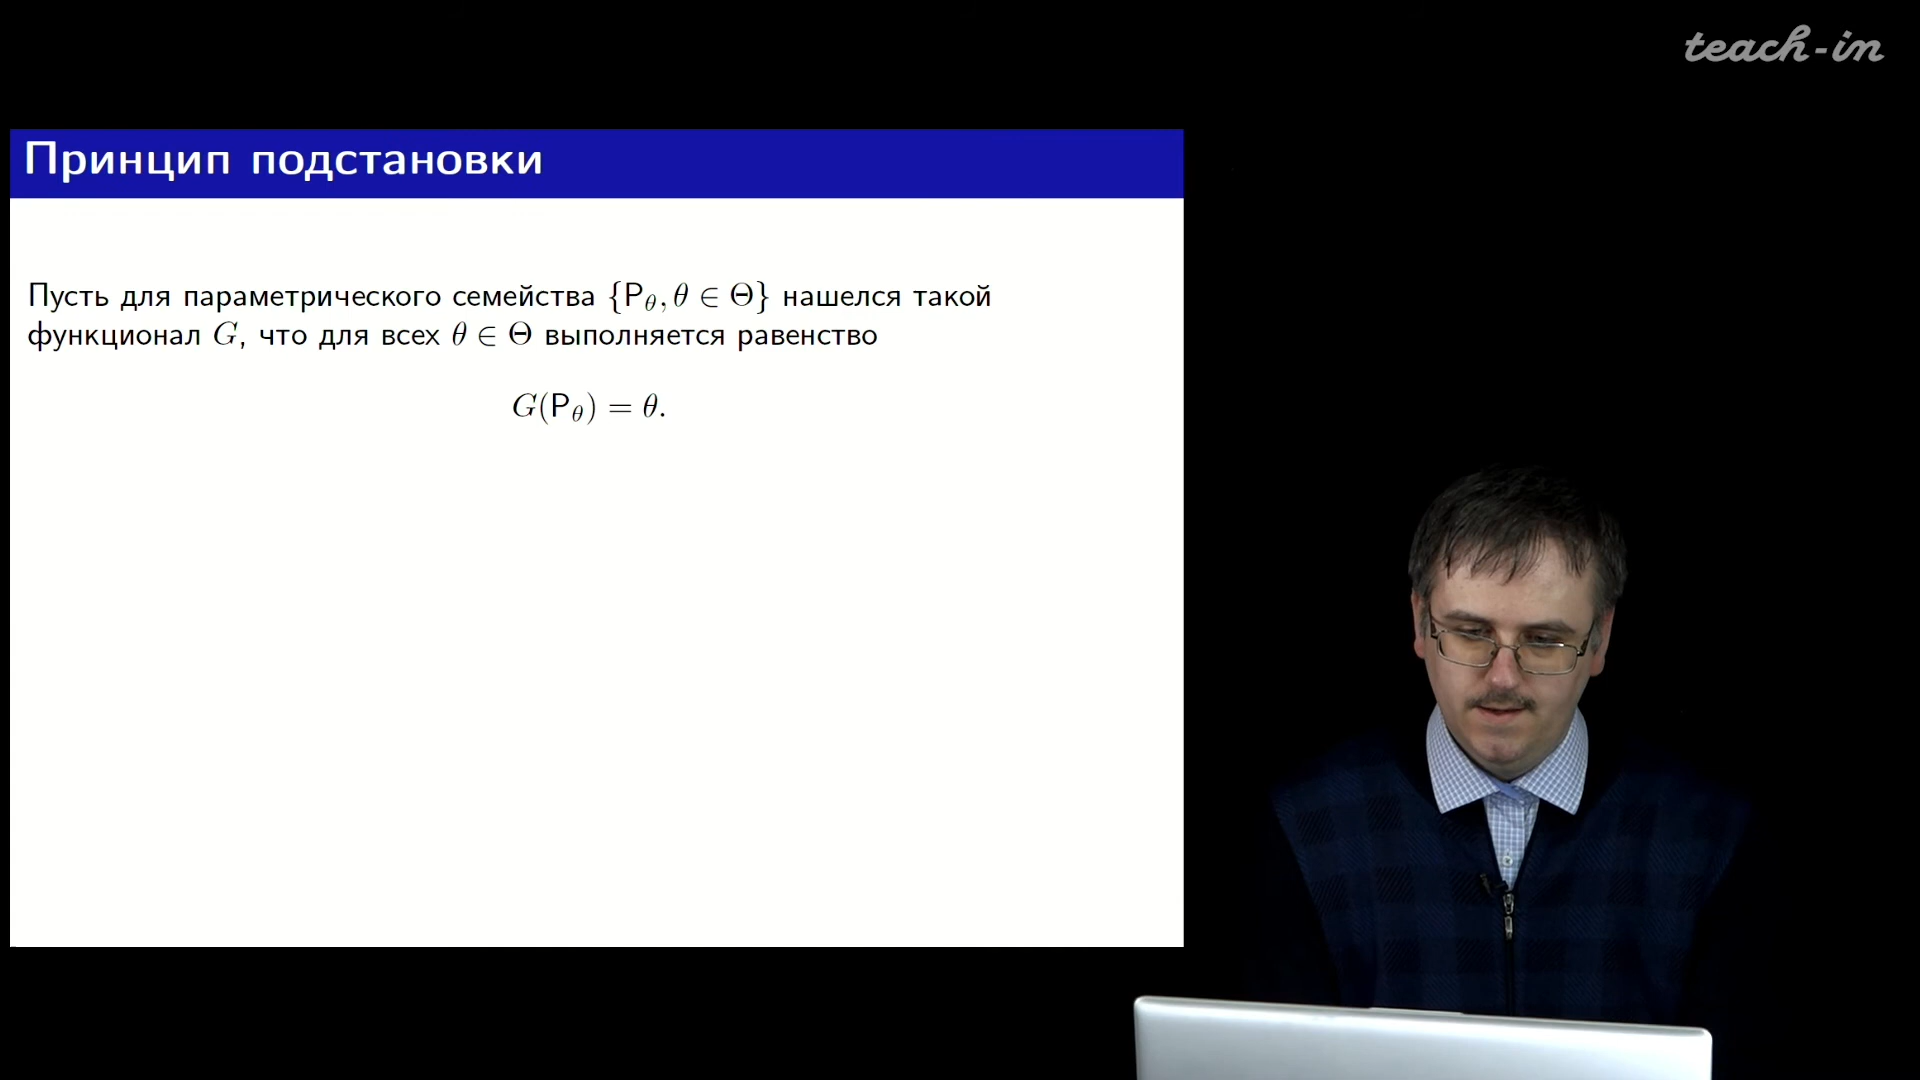 teach-in
Принцип подстановки
Пусть для параметрического семейства {P_θ, θ ∈ Θ} нашелся такой
функционал G, что для всех θ ∈ Θ выполняется равенство
G(P_θ) = θ.